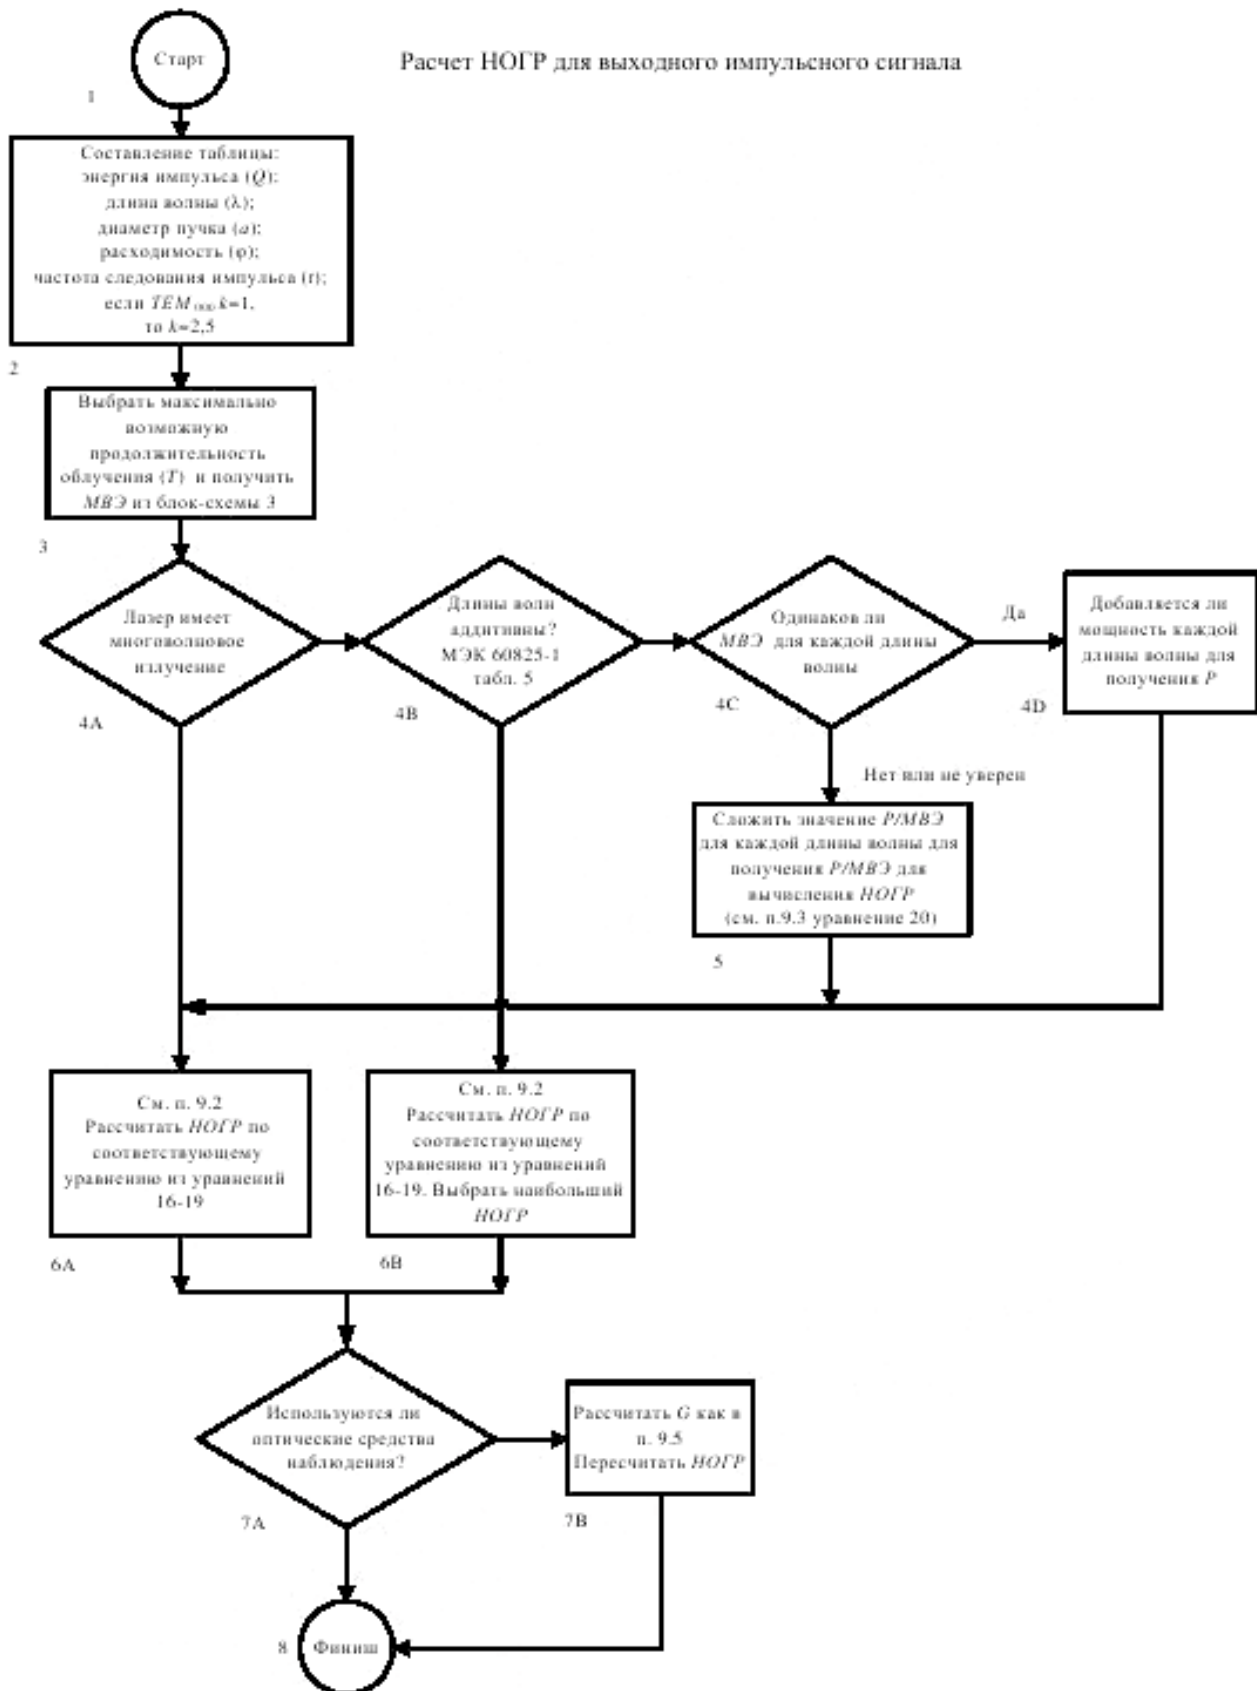 Старт
Расчет НОГР для выходного импульсного сигнала
1
Составление таблицы:
энергия импульса (Q);
длина волны (λ);
диаметр пучка (a);
расходимость (φ);
частота следования импульса (r);
если TEM k=1,
то k=2,5
2
Выбрать максимально
возможную
продолжительность
облучения (T) и получить
МВЭ из блок-схемы 3
3
Лазер имеет
многоволновое
излучение
4A
Длины волн
аддитивны?
МЭК 60825-1
табл. 5
4B
Одинаков ли
МВЭ для каждой длины
волны
4C
Да
Добавляется ли
мощность каждой
длины волны для
получения P
4D
Нет или не уверен
Сложить значение P/МВЭ
для каждой длины волны для
получения P/МВЭ для
вычисления НОГР
(см. п.9.3 уравнение 20)
5
См. п. 9.2
Рассчитать НОГР по
соответствующему
уравнению из уравнений
16-19
6A
См. п. 9.2
Рассчитать НОГР по
соответствующему
уравнению из уравнений
16-19. Выбрать наибольший
НОГР
6B
Используются ли
оптические средства
наблюдения?
7A
Рассчитать G как в
п. 9.5
Пересчитать НОГР
7B
8
Финиш